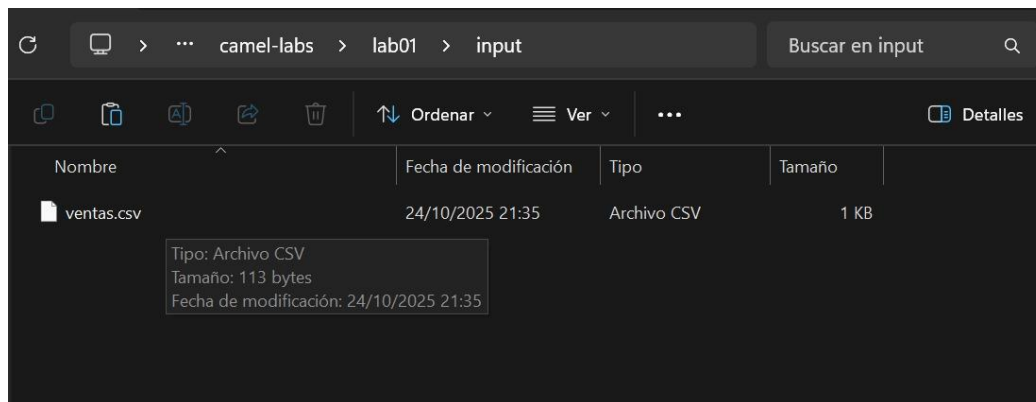 ··· camel-labs > lab01 > input Buscar en input
Ordenar Ver ··· Detalles
Nombre Fecha de modificación Tipo Tamaño
ventas.csv 24/10/2025 21:35 Archivo CSV 1 KB
Tipo: Archivo CSV
Tamaño: 113 bytes
Fecha de modificación: 24/10/2025 21:35